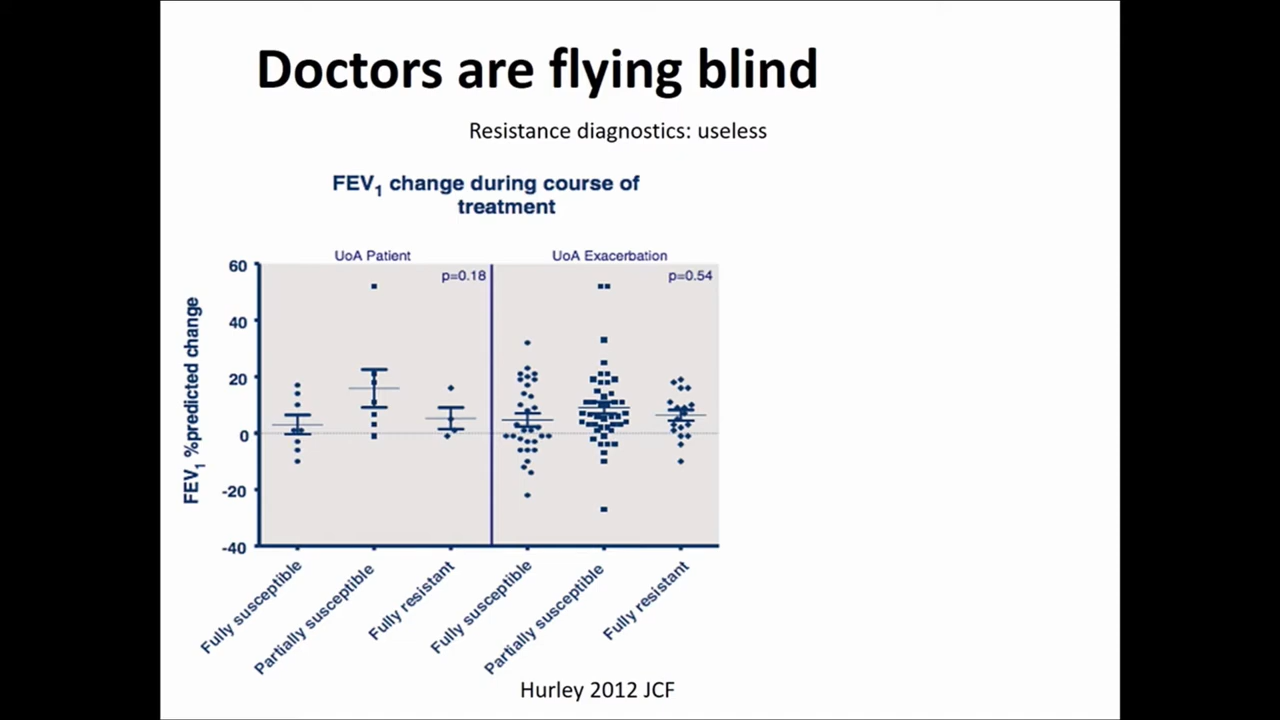 Doctors are flying blind
Resistance diagnostics: useless
FEV1 change during course of
treatment
UoA Patient
UoA Exacerbation
p=0.18
p=0.54
FEV1 %predicted change
60
40
20
0
-20
-40
Fully susceptible
Partially susceptible
Fully resistant
Fully susceptible
Partially susceptible
Fully resistant
Hurley 2012 JCF